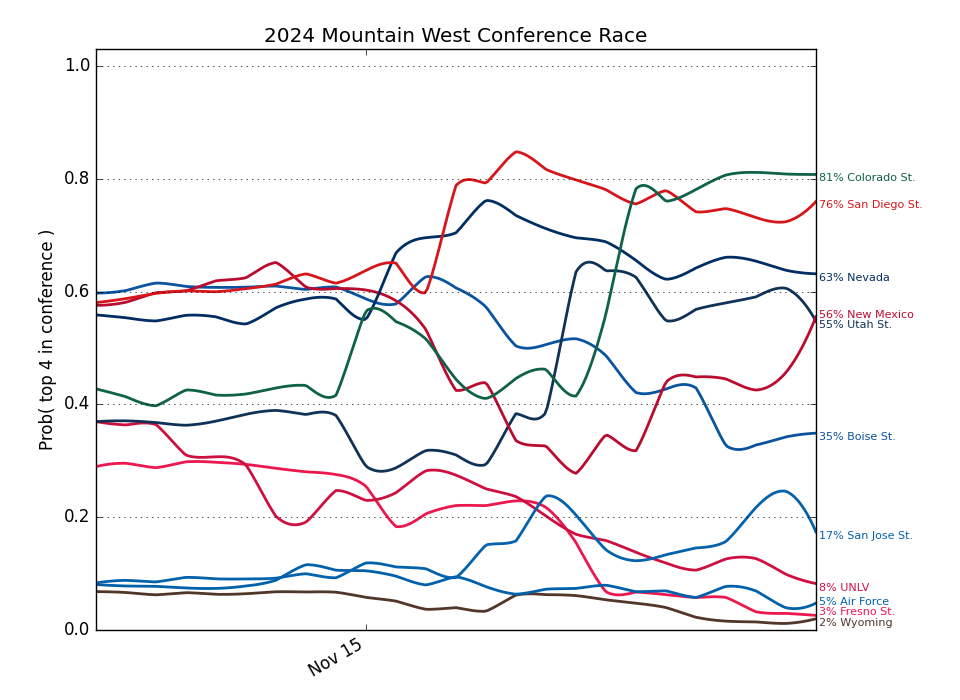 2024 Mountain West Conference Race
Prob( top 4 in conference )
1.0
0.8
0.6
0.4
0.2
0.0
Nov 15
81% Colorado St.
76% San Diego St.
63% Nevada
56% New Mexico
55% Utah St.
35% Boise St.
17% San Jose St.
8% UNLV
5% Air Force
3% Fresno St.
2% Wyoming